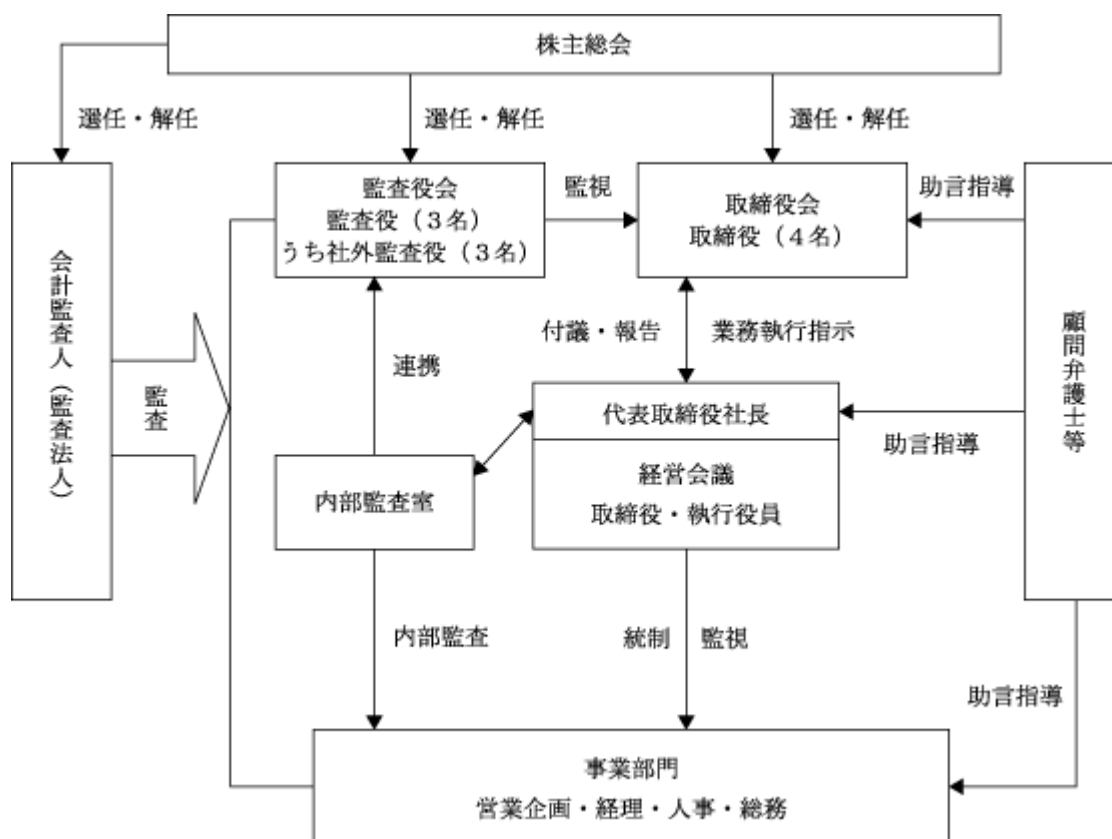 株主総会
選任・解任
選任・解任
選任・解任
監査役会
監査役（３名）
うち社外監査役（３名）
監視
取締役会
取締役（４名）
助言指導
会計監査人（監査法人）
監査
連携
付議・報告
業務執行指示
顧問弁護士等
代表取締役社長
助言指導
経営会議
取締役・執行役員
内部監査室
内部監査
統制
監視
助言指導
事業部門
営業企画・経理・人事・総務